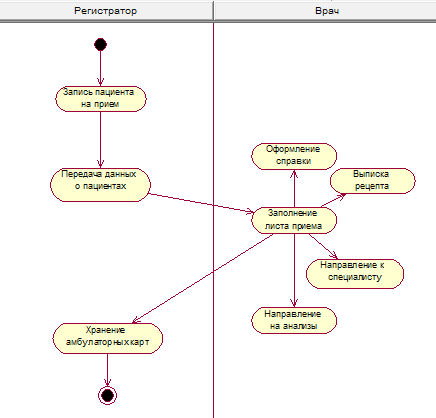 Регистратор
Врач
Запись пациента
на прием
Передача данных
о пациентах
Оформление
справки
Выписка
рецепта
Заполнение
листа приема
Направление к
специалисту
Направление
на анализы
Хранение
амбулаторных карт